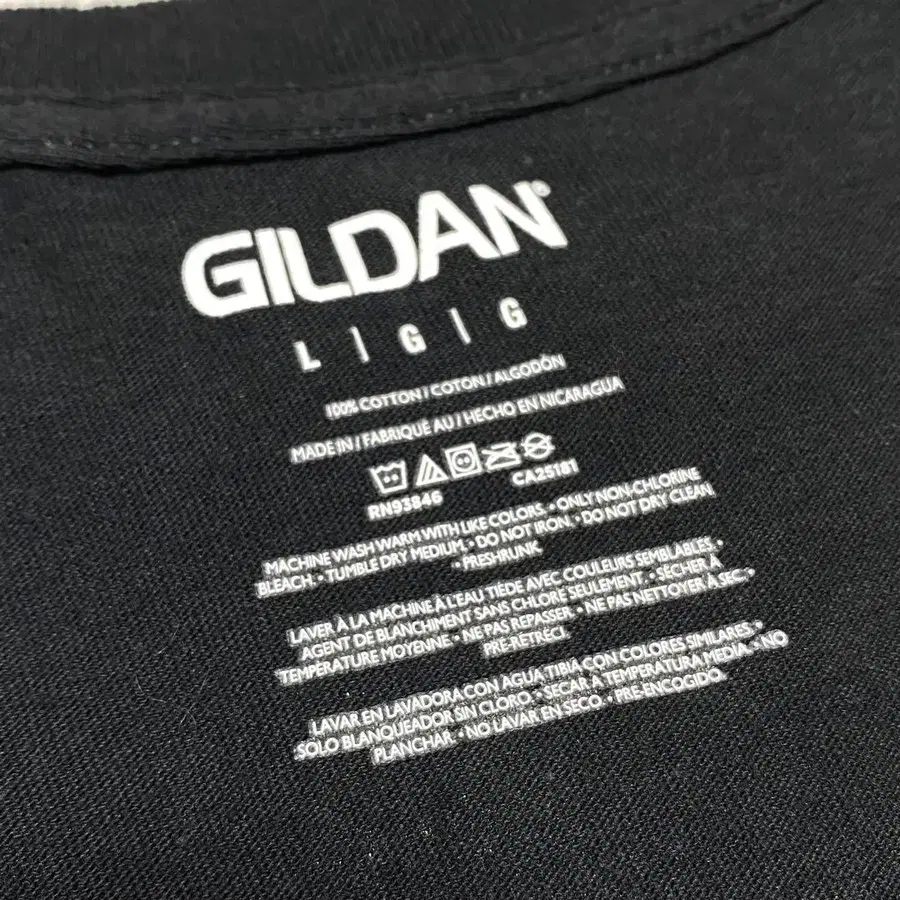 GILDAN®
L | G | G
100% COTTON / COTON / ALGODÓN
MADE IN / FABRIQUE AU / HECHO EN NICARAGUA
RN93846 CA25181
MACHINE WASH WARM WITH LIKE COLORS. • ONLY NON-CHLORINE
BLEACH. • TUMBLE DRY MEDIUM. • DO NOT IRON. • DO NOT DRY CLEAN.
• PRESHRUNK.
LAVER À LA MACHINE À L'EAU TIÈDE AVEC COULEURS SEMBLABLES. •
AGENT DE BLANCHIMENT SANS CHLORE SEULEMENT. • SÉCHER À
TEMPÉRATURE MOYENNE. • NE PAS REPASSER. • NE PAS NETTOYER À SEC. •
PRÉ-RÉTRÉCI.
LAVAR EN LAVADORA CON AGUA TIBIA CON COLORES SIMILARES. •
SOLO BLANQUEADOR SIN CLORO. • SECAR A TEMPERATURA MEDIA. • NO
PLANCHAR. • NO LAVAR EN SECO. • PRE-ENCOGIDO.